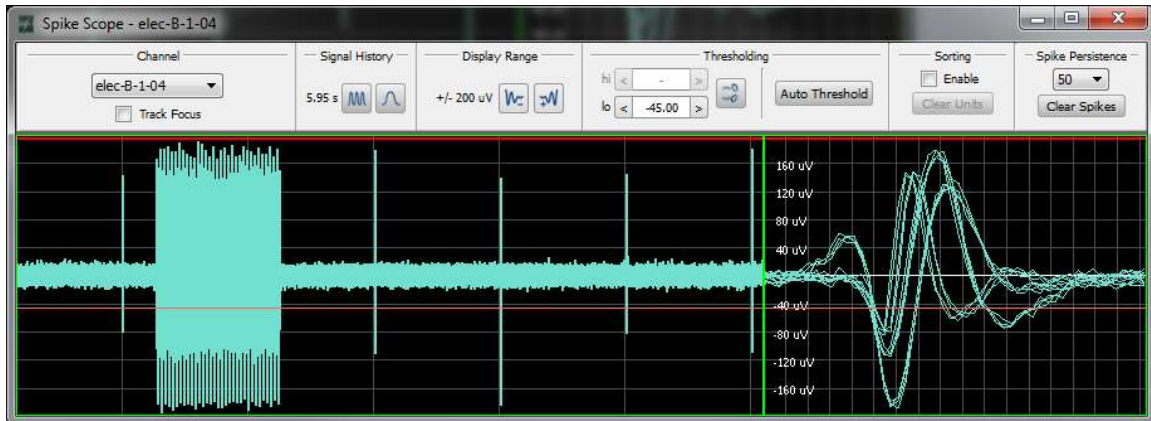 Spike Scope - elec-B-1-04
Channel
elec-B-1-04
Track Focus
Signal History
5.95 s
Display Range
+/- 200 uV
Thresholding
hi < - >
lo < -45.00 >
Auto Threshold
Sorting
Enable
Clear Units
Spike Persistence
50
Clear Spikes
160 uV
120 uV
80 uV
40 uV
-40 uV
-80 uV
-120 uV
-160 uV